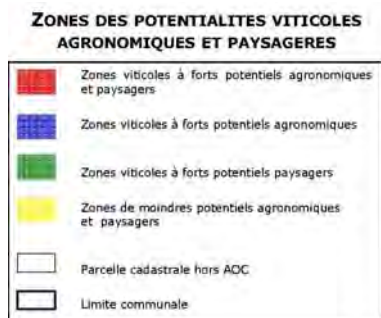 ZONES DES POTENTIALITES VITICOLES
AGRONOMIQUES ET PAYSAGERES
Zones viticoles à forts potentiels agronomiques
et paysagers
Zones viticoles à forts potentiels agronomiques
Zones viticoles à forts potentiels paysagers
Zones de moindres potentiels agronomiques
et paysagers
Parcelle cadastrale hors AOC
Limite communale